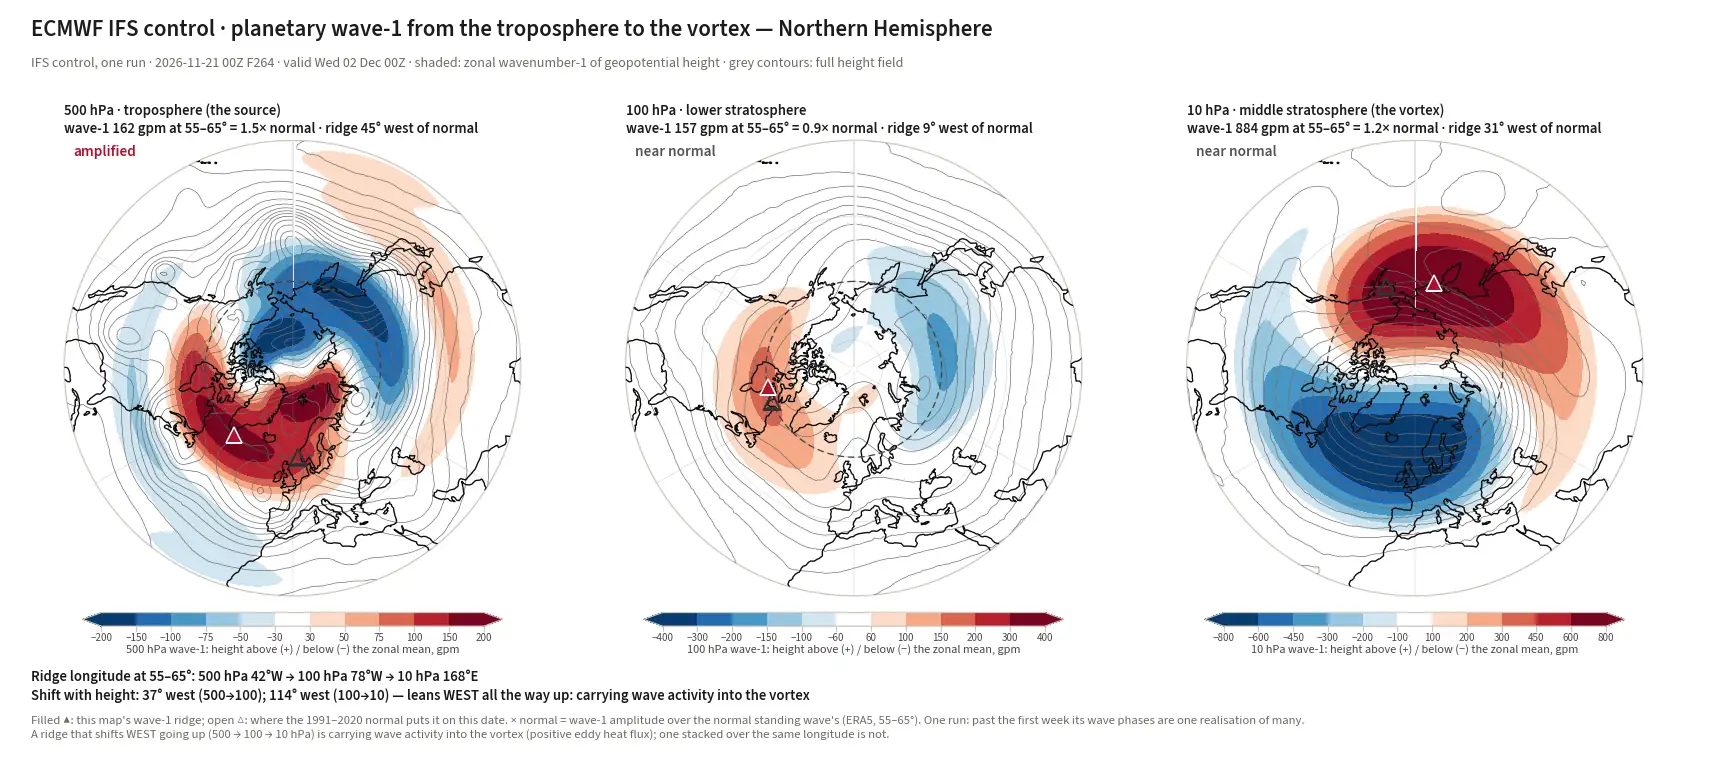 ECMWF IFS control · planetary wave-1 from the troposphere to the vortex — Northern Hemisphere
IFS control, one run · 2026-11-21 00Z F264 · valid Wed 02 Dec 00Z · shaded: zonal wavenumber-1 of geopotential height · grey contours: full height field
500 hPa · troposphere (the source)
wave-1 162 gpm at 55–65° = 1.5× normal · ridge 45° west of normal
amplified
100 hPa · lower stratosphere
wave-1 157 gpm at 55–65° = 0.9× normal · ridge 9° west of normal
near normal
10 hPa · middle stratosphere (the vortex)
wave-1 884 gpm at 55–65° = 1.2× normal · ridge 31° west of normal
near normal
−200 −150 −100 −75 −50 −30 30 50 75 100 150 200
500 hPa wave-1: height above (+) / below (−) the zonal mean, gpm
−400 −300 −200 −150 −100 −60 60 100 150 200 300 400
100 hPa wave-1: height above (+) / below (−) the zonal mean, gpm
−800 −600 −450 −300 −200 −100 100 200 300 450 600 800
10 hPa wave-1: height above (+) / below (−) the zonal mean, gpm
Ridge longitude at 55–65°: 500 hPa 42°W → 100 hPa 78°W → 10 hPa 168°E
Shift with height: 37° west (500→100); 114° west (100→10) — leans WEST all the way up: carrying wave activity into the vortex
Filled ▲: this map's wave-1 ridge; open △: where the 1991–2020 normal puts it on this date. × normal = wave-1 amplitude over the normal standing wave's (ERA5, 55–65°). One run: past the first week its wave phases are one realisation of many.
A ridge that shifts WEST going up (500 → 100 → 10 hPa) is carrying wave activity into the vortex (positive eddy heat flux); one stacked over the same longitude is not.